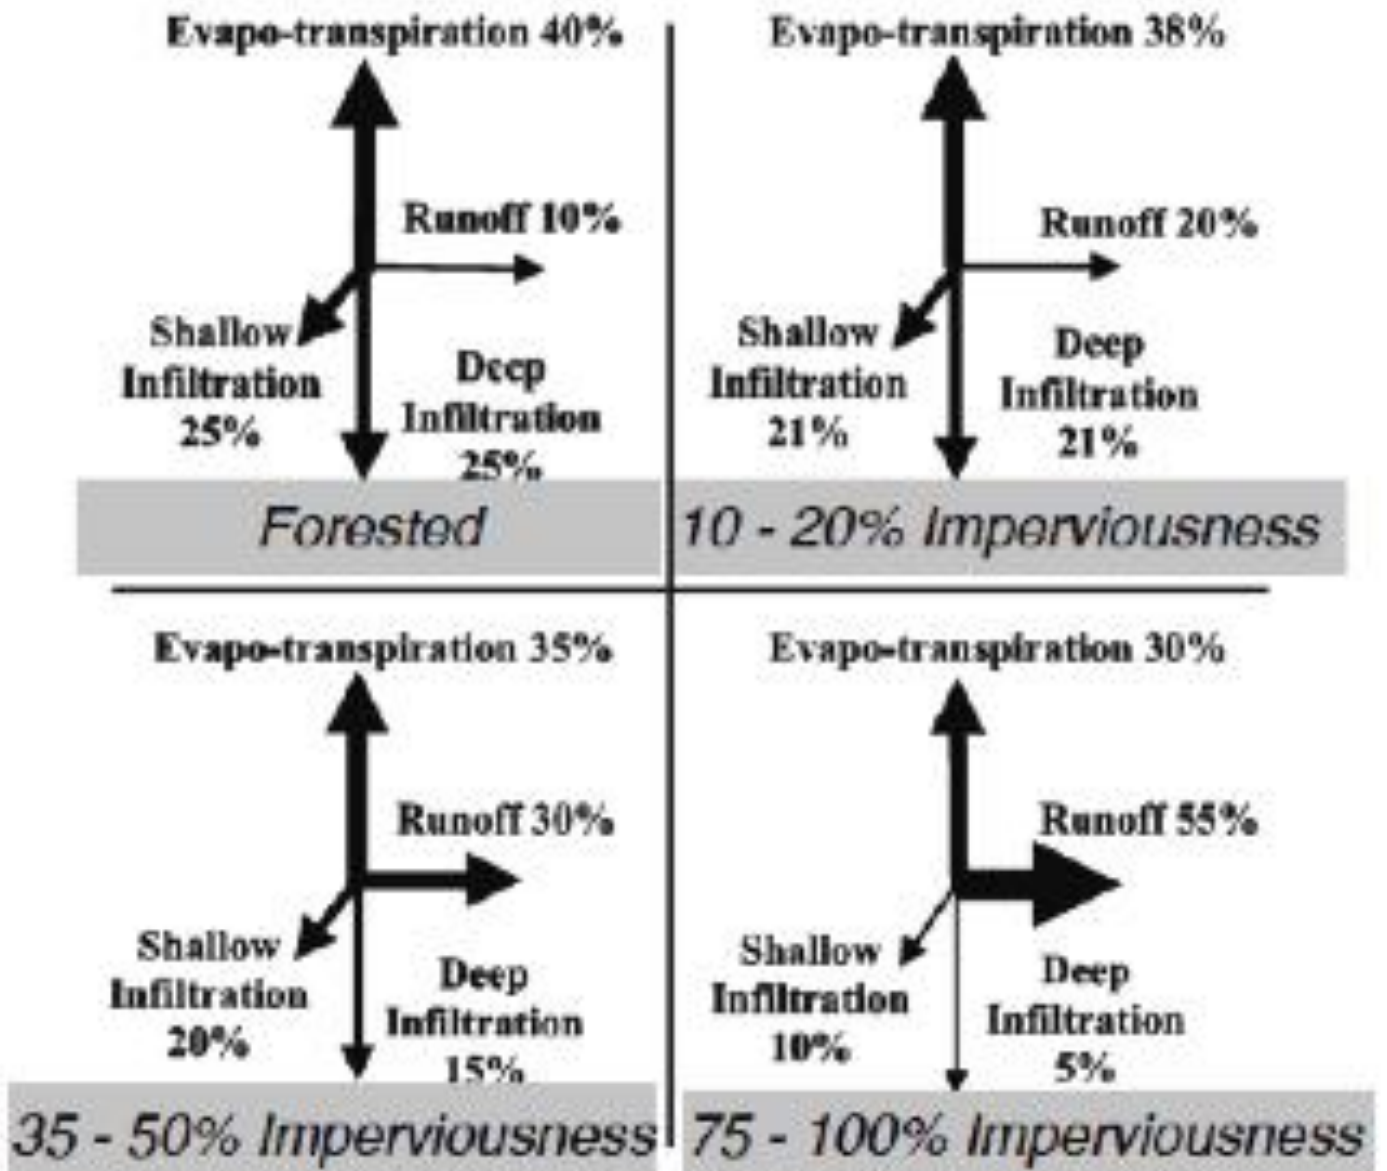 Evapo-transpiration 40%
Runoff 10%
Shallow
Infiltration
25%
Deep
Infiltration
25%
Forested
Evapo-transpiration 38%
Runoff 20%
Shallow
Infiltration
21%
Deep
Infiltration
21%
10 - 20% Imperviousness
Evapo-transpiration 35%
Runoff 30%
Shallow
Infiltration
20%
Deep
Infiltration
15%
35 - 50% Imperviousness
Evapo-transpiration 30%
Runoff 55%
Shallow
Infiltration
10%
Deep
Infiltration
5%
75 - 100% Imperviousness